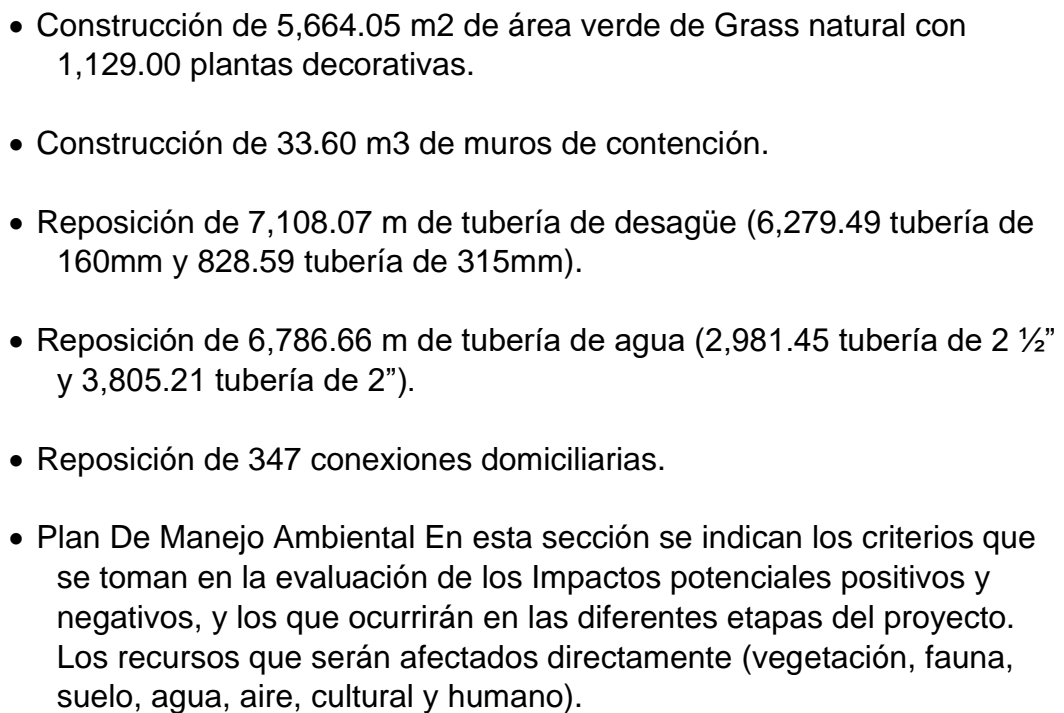 • Construcción de 5,664.05 m2 de área verde de Grass natural con
1,129.00 plantas decorativas.
• Construcción de 33.60 m3 de muros de contención.
• Reposición de 7,108.07 m de tubería de desagüe (6,279.49 tubería de
160mm y 828.59 tubería de 315mm).
• Reposición de 6,786.66 m de tubería de agua (2,981.45 tubería de 2 ½”
y 3,805.21 tubería de 2”).
• Reposición de 347 conexiones domiciliarias.
• Plan De Manejo Ambiental En esta sección se indican los criterios que
se toman en la evaluación de los Impactos potenciales positivos y
negativos, y los que ocurrirán en las diferentes etapas del proyecto.
Los recursos que serán afectados directamente (vegetación, fauna,
suelo, agua, aire, cultural y humano).